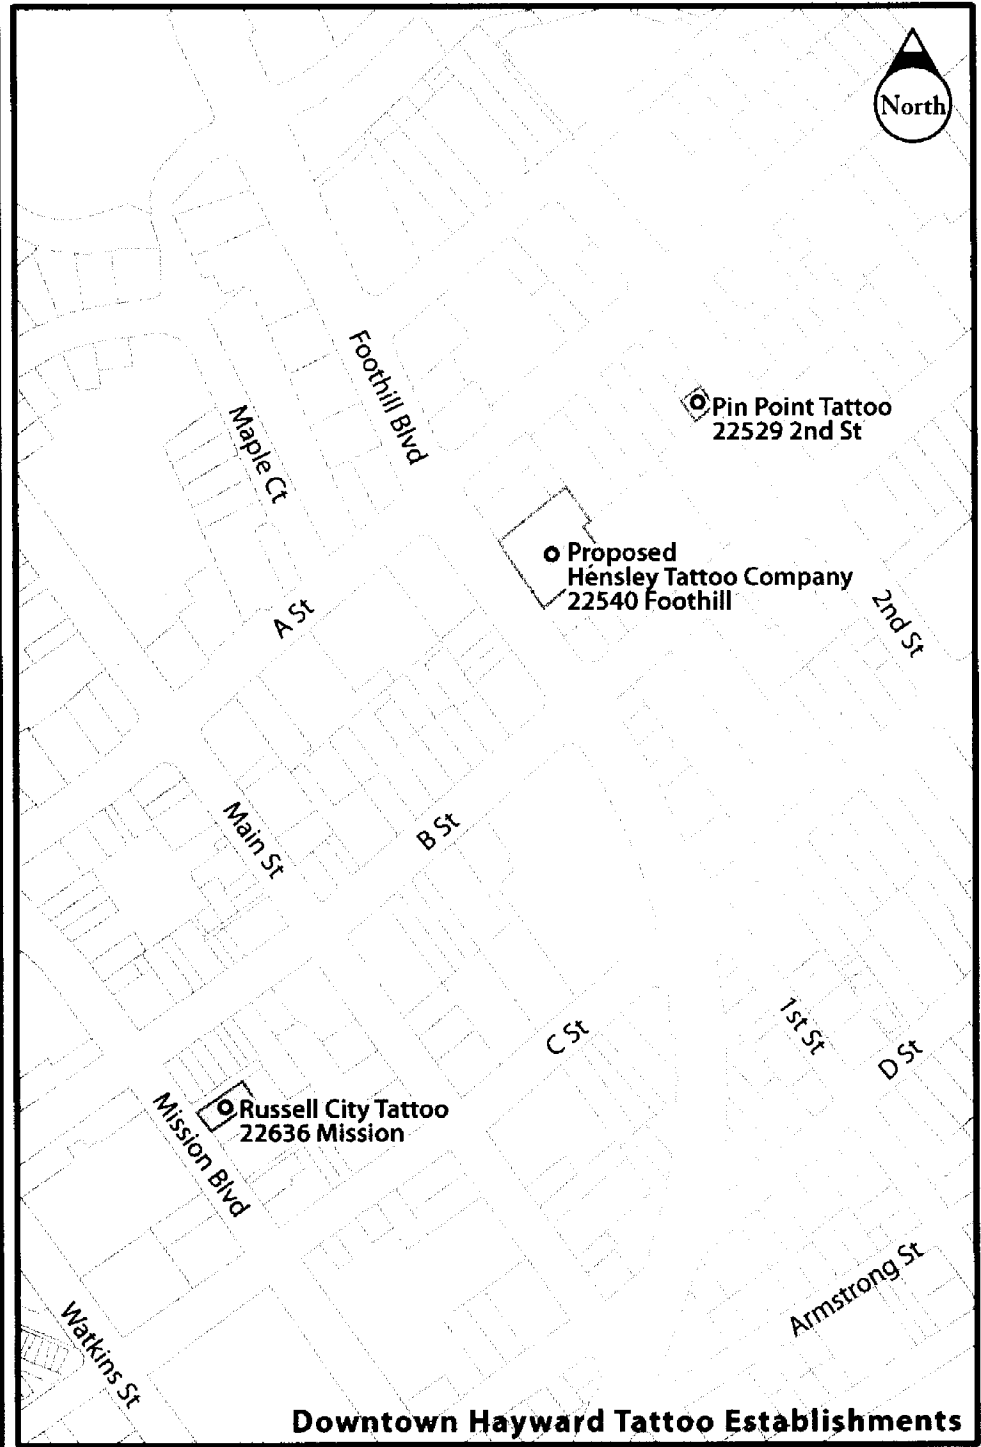 North
Foothill Blvd
Maple Ct
Pin Point Tattoo
22529 2nd St
Proposed
Hensley Tattoo Company
22540 Foothill
A St
2nd St
Main St
B St
1st St
C St
D St
Russell City Tattoo
22636 Mission
Mission Blvd
Armstrong St
Watkins St
Downtown Hayward Tattoo Establishments